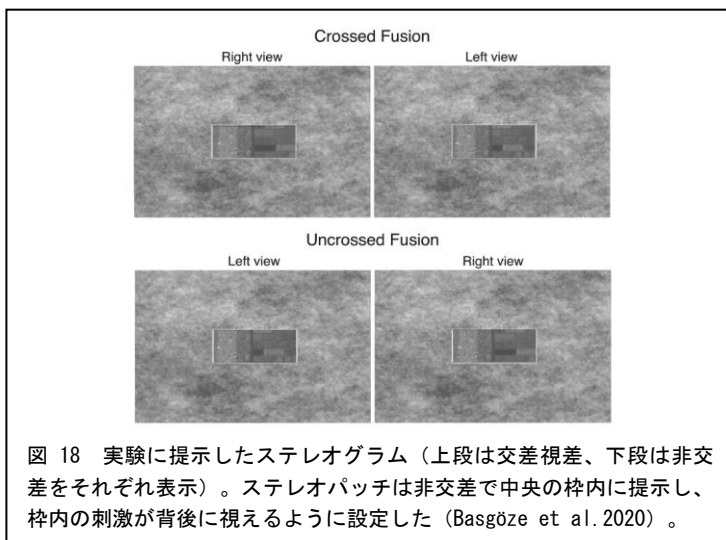 Crossed Fusion
Right view
Left view
Uncrossed Fusion
Left view
Right view
図 18 実験に提示したステレオグラム（上段は交差視差、下段は非交
差をそれぞれ表示）。ステレオパッチは非交差で中央の枠内に提示し、
枠内の刺激が背後に視えるように設定した（Basgöze et al.2020）。